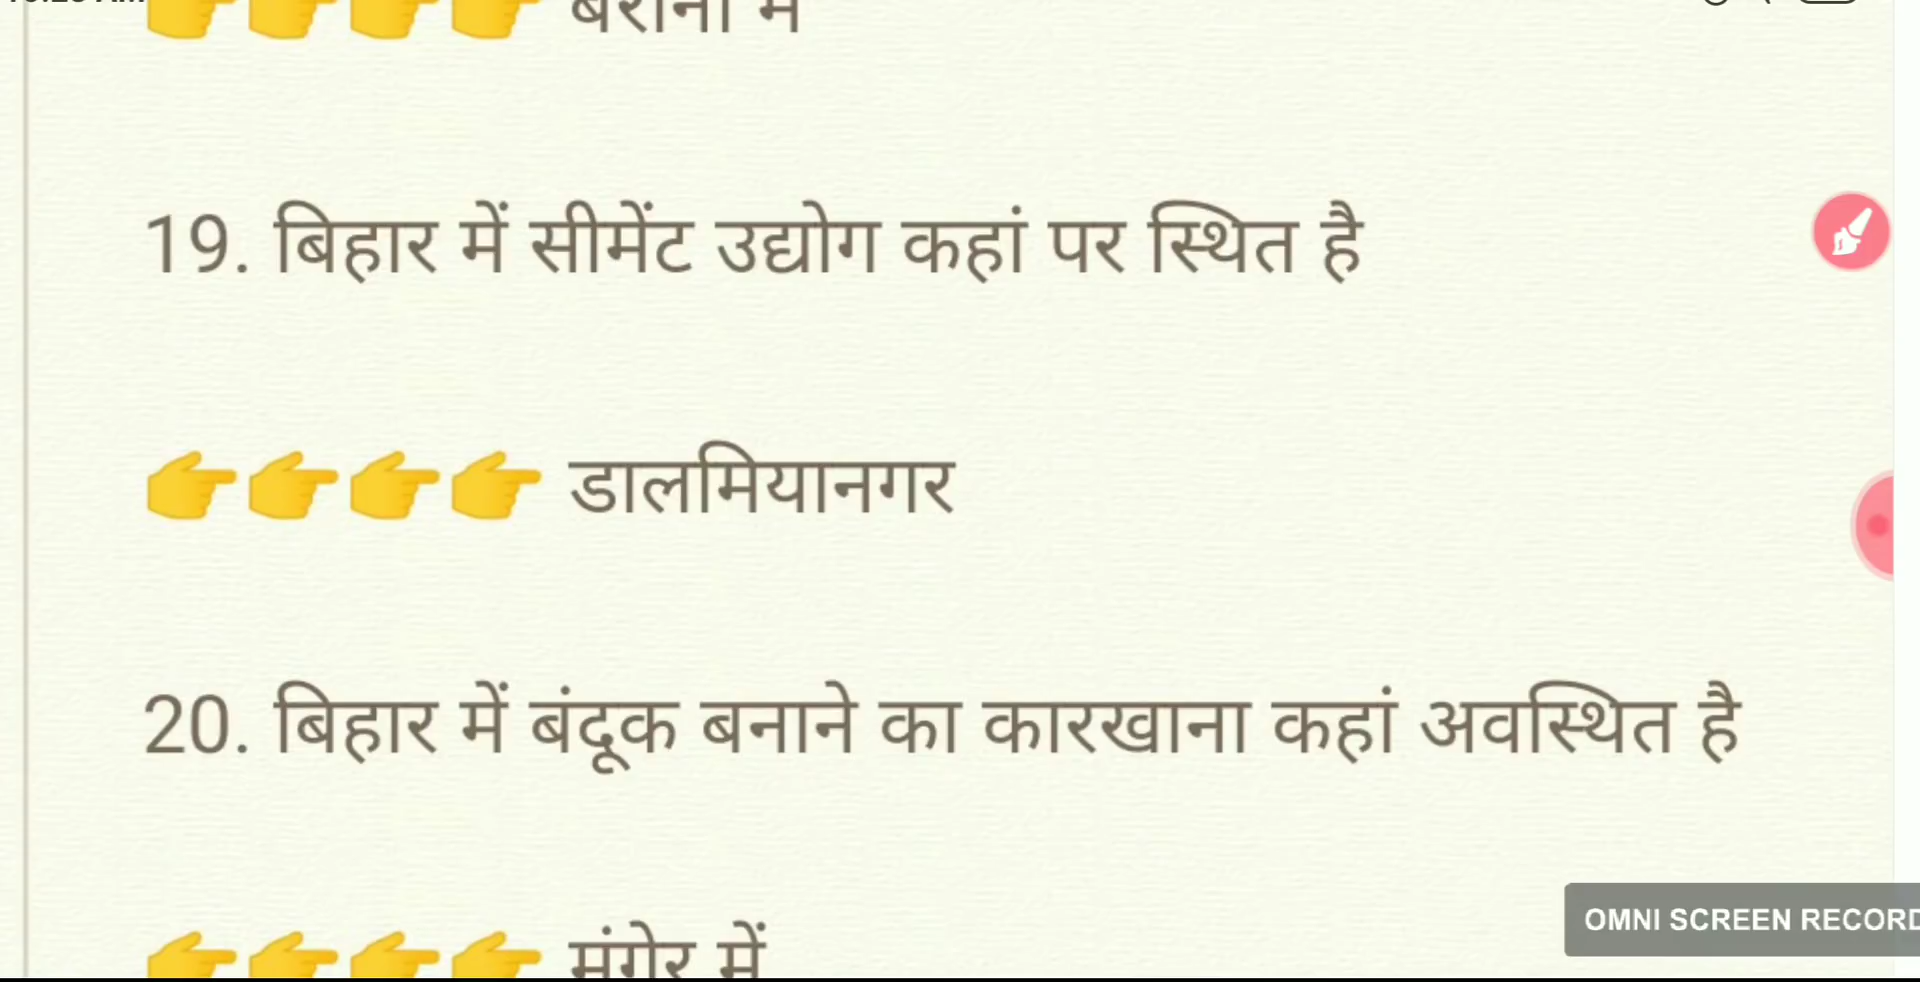 19. बिहार में सीमेंट उद्योग कहां पर स्थित है
👉👉👉👉 डालमियानगर
20. बिहार में बंदूक बनाने का कारखाना कहां अवस्थित है
👉👉👉👉 मुंगेर में
OMNI SCREEN RECORD